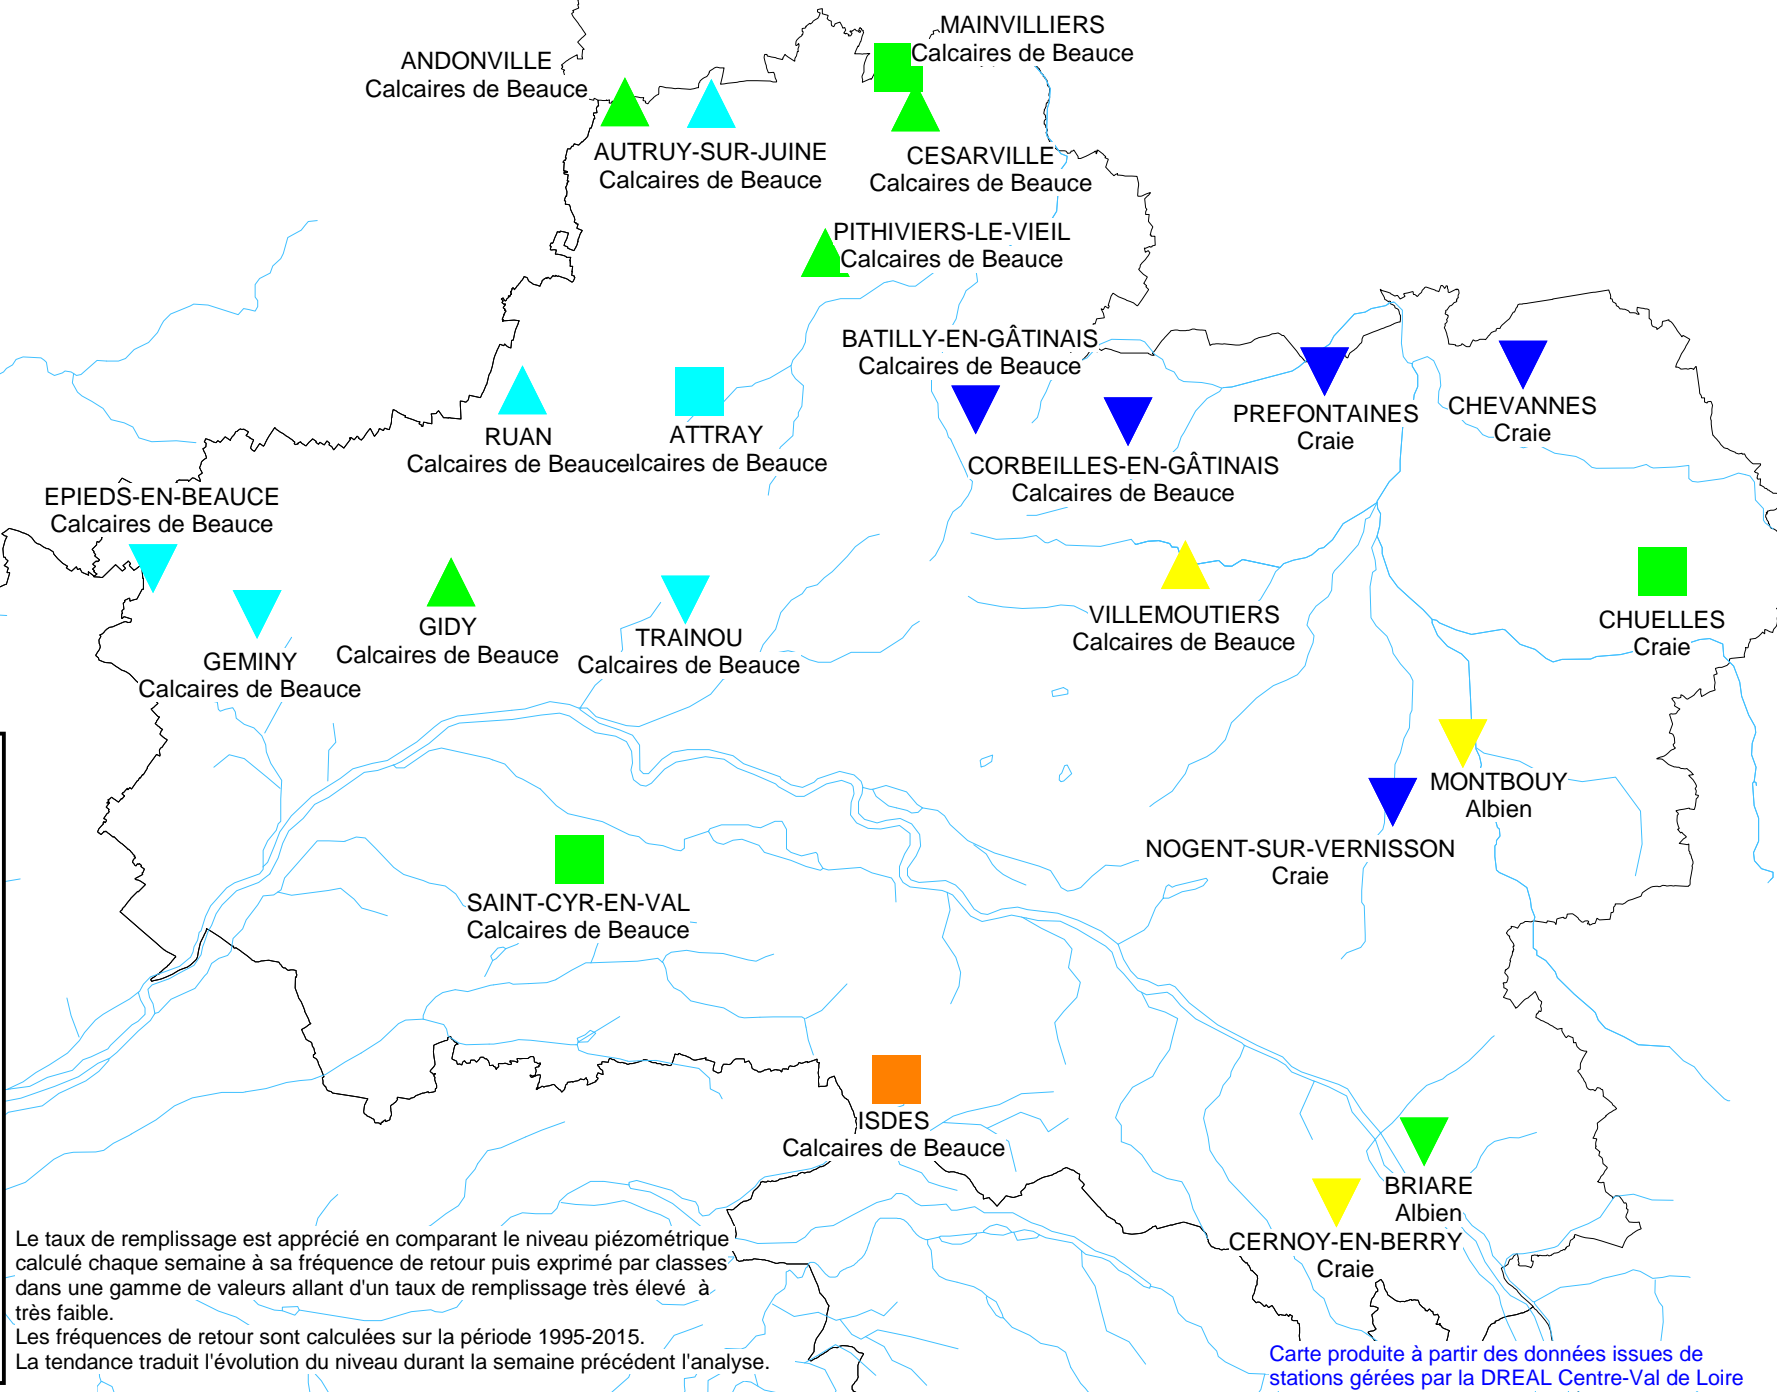 MAINVILLIERS
Calcaires de Beauce
ANDONVILLE
Calcaires de Beauce
AUTRUY-SUR-JUINE
Calcaires de Beauce
CESARVILLE
Calcaires de Beauce
PITHIVIERS-LE-VIEIL
Calcaires de Beauce
BATILLY-EN-GÂTINAIS
Calcaires de Beauce
PREFONTAINES
Craie
CHEVANNES
Craie
RUAN
Calcaires de Beauce
ATTRAY
alcaires de Beauce
CORBEILLES-EN-GÂTINAIS
Calcaires de Beauce
EPIEDS-EN-BEAUCE
Calcaires de Beauce
GIDY
Calcaires de Beauce
TRAINOU
Calcaires de Beauce
VILLEMOUTIERS
Calcaires de Beauce
CHUELLES
Craie
GEMINY
Calcaires de Beauce
MONTBOUY
Albien
NOGENT-SUR-VERNISSON
Craie
SAINT-CYR-EN-VAL
Calcaires de Beauce
ISDES
Calcaires de Beauce
BRIARE
Albien
CERNOY-EN-BERRY
Craie
Le taux de remplissage est apprécié en comparant le niveau piézométrique
calculé chaque semaine à sa fréquence de retour puis exprimé par classes
dans une gamme de valeurs allant d'un taux de remplissage très élevé à
très faible.
Les fréquences de retour sont calculées sur la période 1995-2015.
La tendance traduit l'évolution du niveau durant la semaine précédent l'analyse.
Carte produite à partir des données issues de
stations gérées par la DREAL Centre-Val de Loire